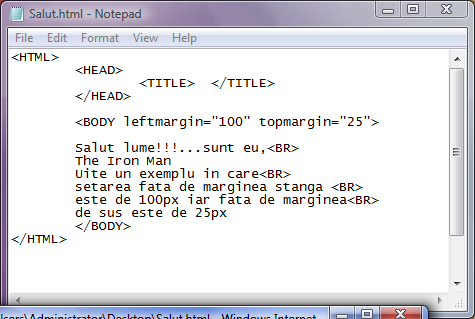 Salut.html - Notepad
File Edit Format View Help
<HTML>
<HEAD>
<TITLE> </TITLE>
</HEAD>
<BODY leftmargin="100" topmargin="25">
Salut lume!!!...sunt eu,<BR>
The Iron Man
Uite un exemplu in care<BR>
setarea fata de marginea stanga <BR>
este de 100px iar fata de marginea<BR>
de sus este de 25px
</BODY>
</HTML>
sers\Administrator\Desktop\Salut.html - Windows Internet